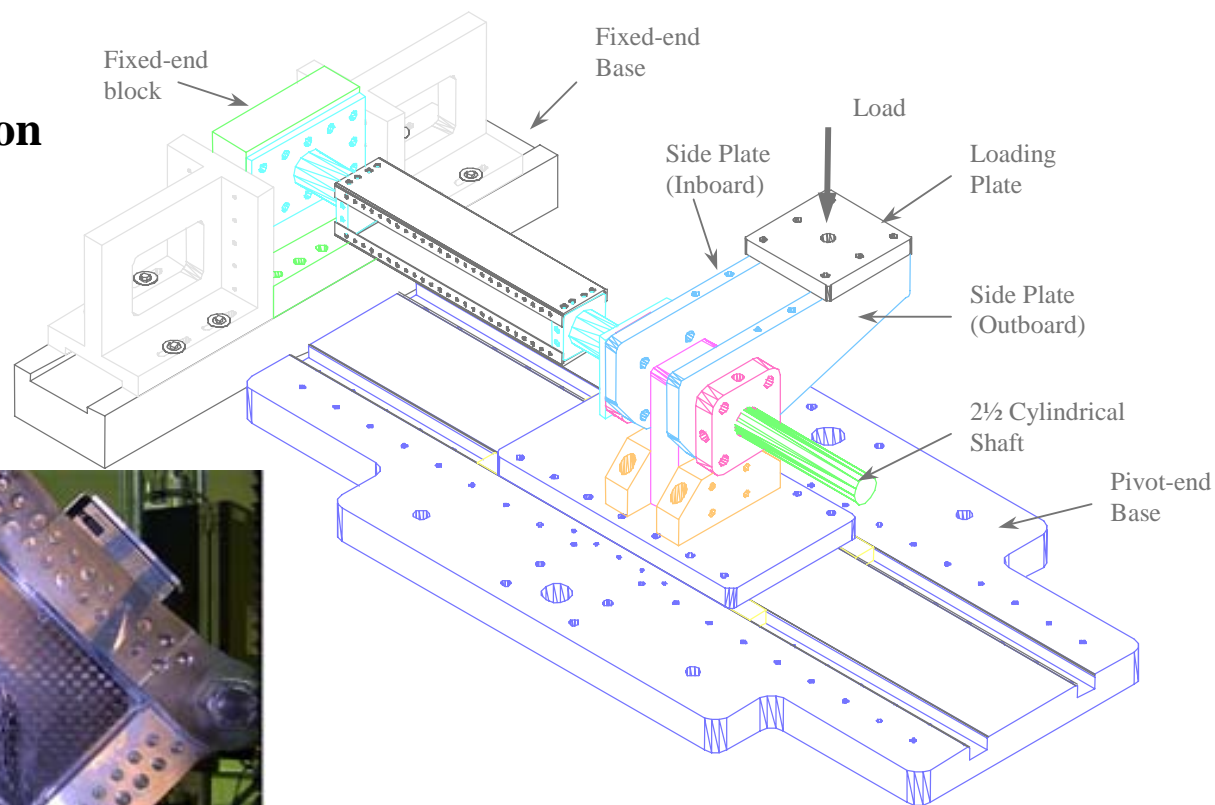 Fixed-end
block
Fixed-end
Base
on
Load
Side Plate
(Inboard)
Loading
Plate
Side Plate
(Outboard)
2½ Cylindrical
Shaft
Pivot-end
Base